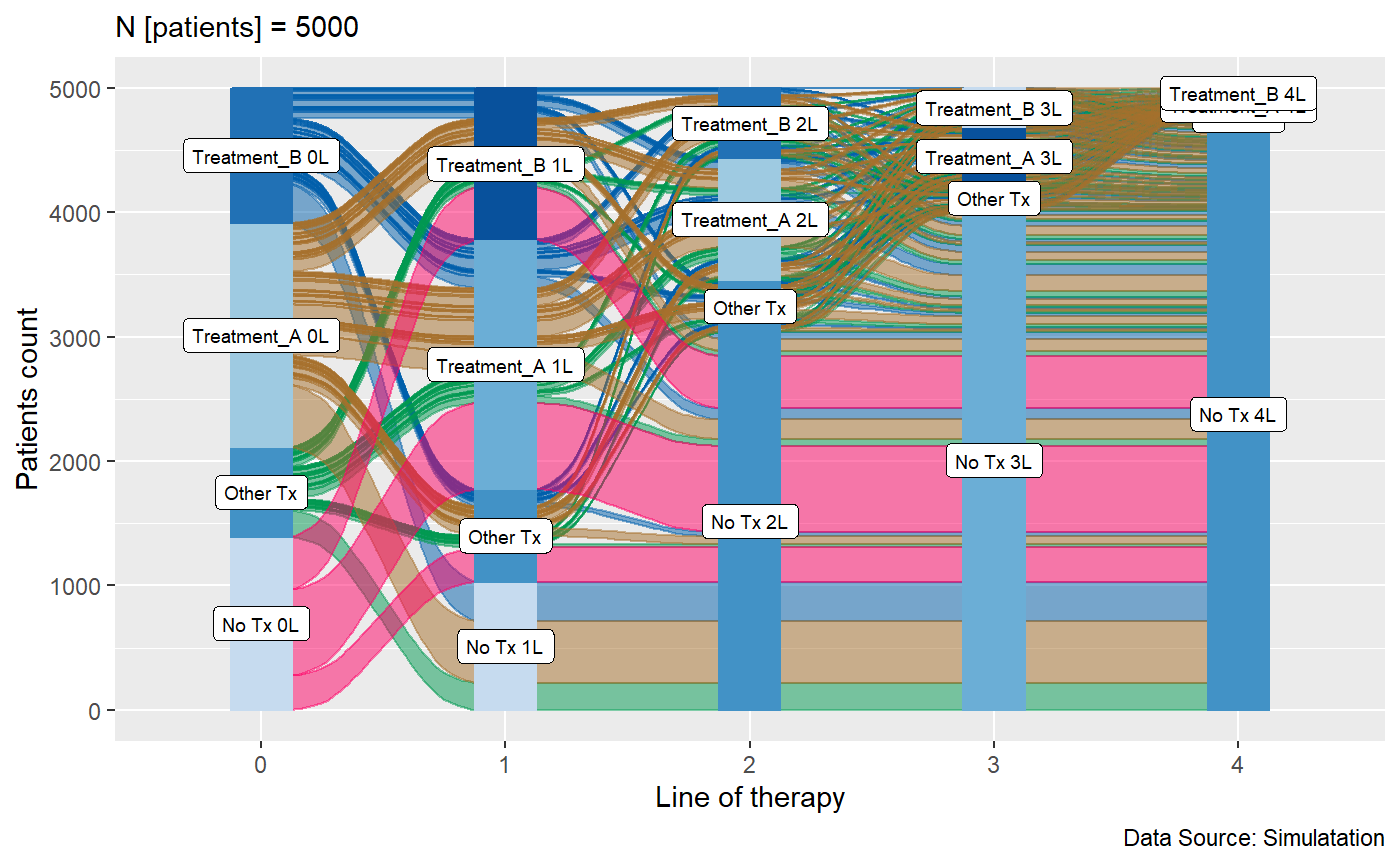 N [patients] = 5000
Patients count
5000
4000
3000
2000
1000
0
Treatment_B 0L
Treatment_A 0L
Other Tx
No Tx 0L
Treatment_B 1L
Treatment_A 1L
Other Tx
No Tx 1L
Treatment_B 2L
Treatment_A 2L
Other Tx
No Tx 2L
Treatment_B 3L
Treatment_A 3L
Other Tx
No Tx 3L
Treatment_B 4L
No Tx 4L
0
1
2
3
4
Line of therapy
Data Source: Simulatation